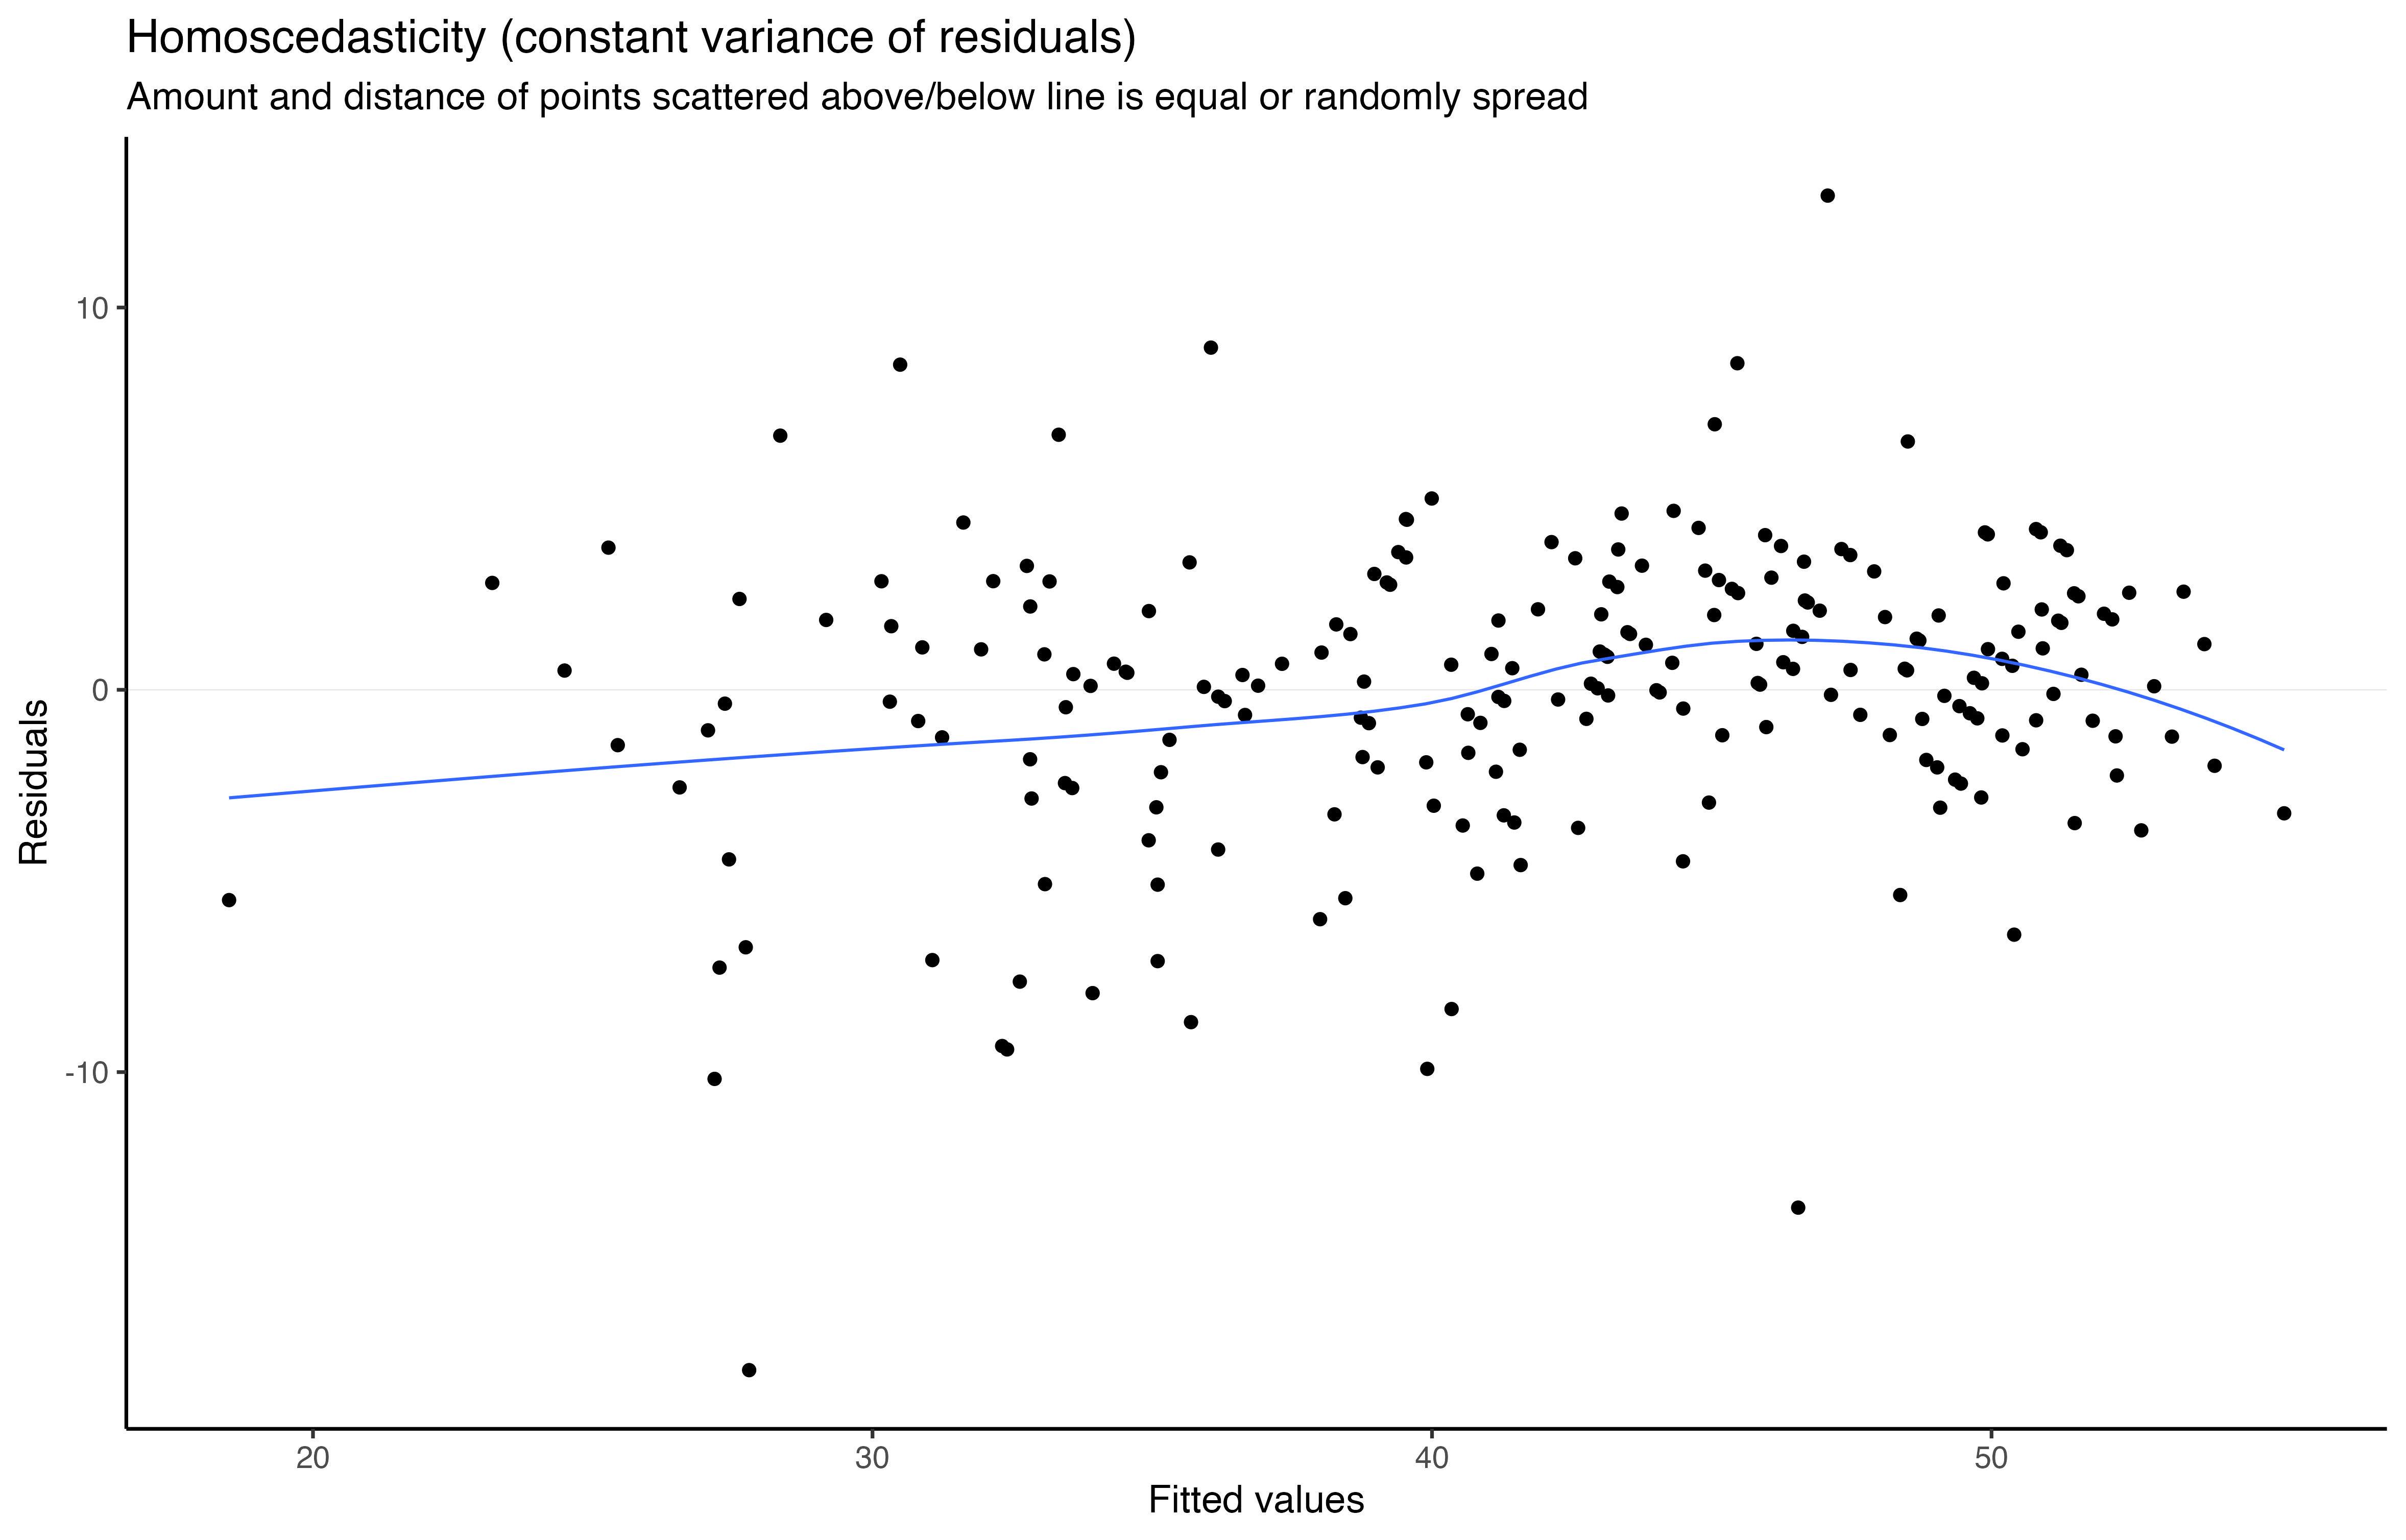 Homoscedasticity (constant variance of residuals)
Amount and distance of points scattered above/below line is equal or randomly spread
10
0
-10
Residuals
20
30
40
50
Fitted values